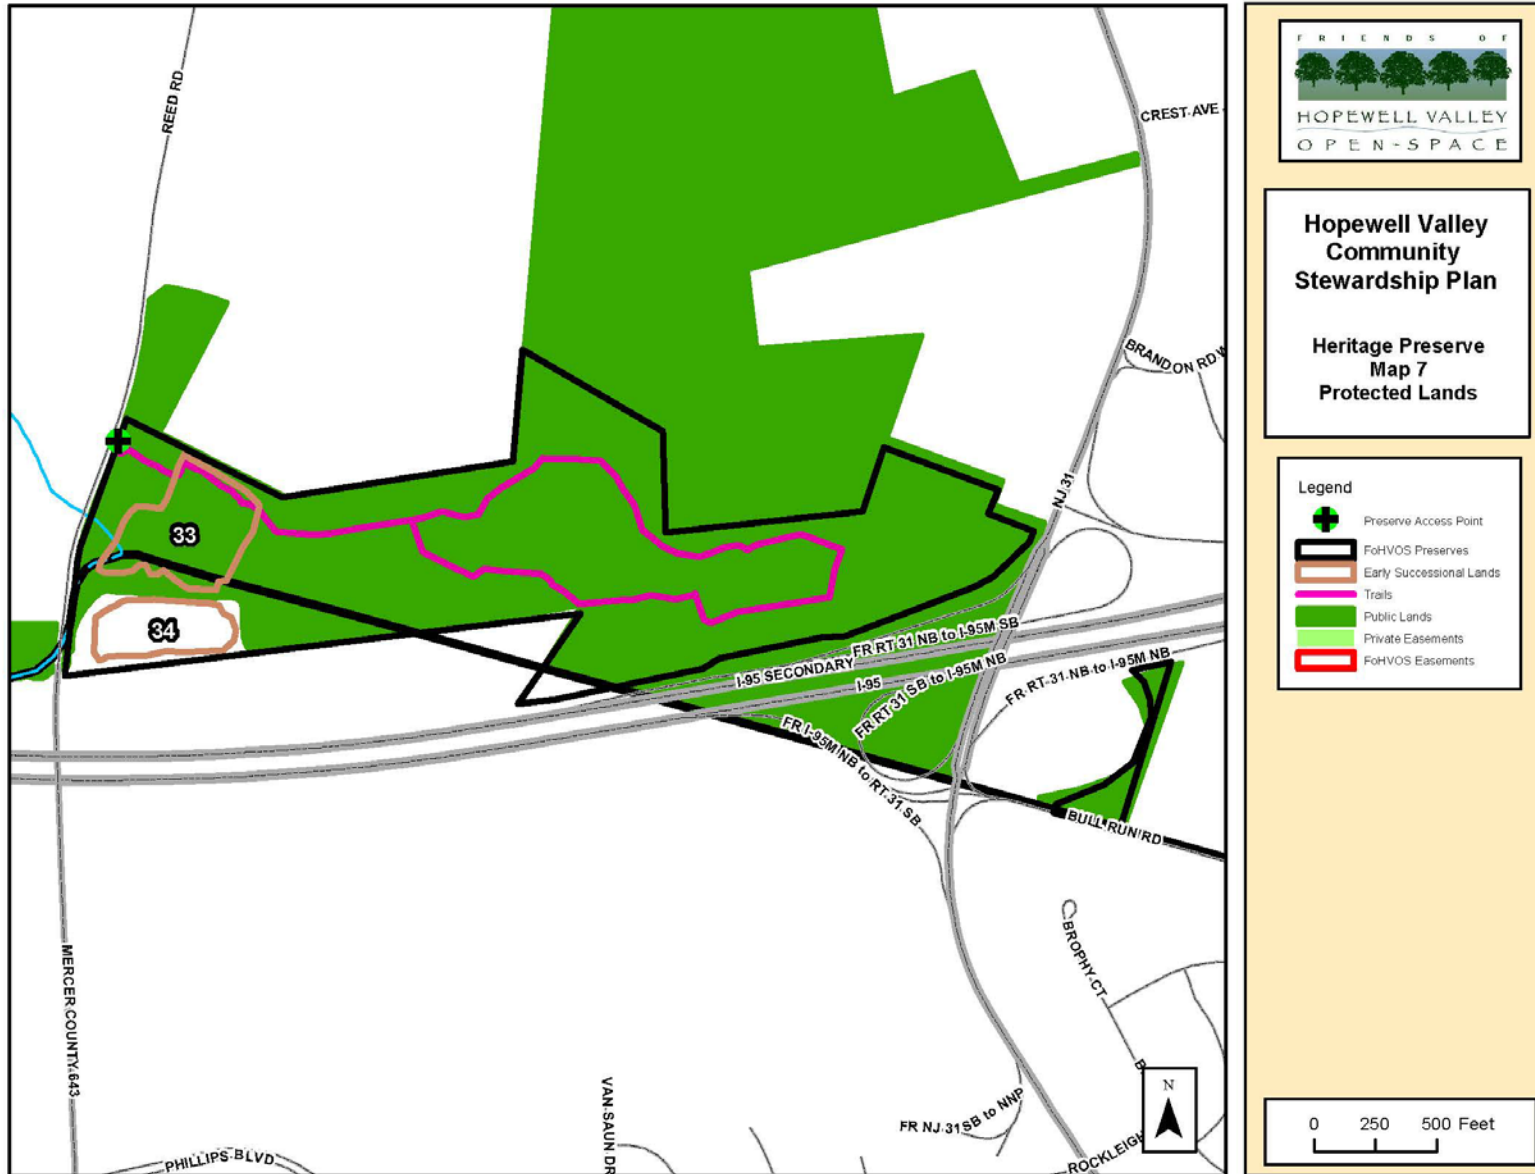 REED RD
CREST AVE
BRANDON RD W
NJ 31
33
34
FR RT 31 NB to I-95M SB
I-95 SECONDARY
I-95
FR RT 31 SB to I-95M NB
FR RT 31 NB to I-95M NB
FR I-95M NB to RT 31 SB
BULL RUN RD
MERCER COUNTY 643
BROPHY CT
B
VAN SAUN DR
FR NJ 31 SB to NNP
PHILLIPS BLVD
ROCKLEIGH
N
FRIENDS OF
HOPEWELL VALLEY
OPEN-SPACE
Hopewell Valley
Community
Stewardship Plan
Heritage Preserve
Map 7
Protected Lands
Legend
Preserve Access Point
FoHVOS Preserves
Early Successional Lands
Trails
Public Lands
Private Easements
FoHVOS Easements
0 250 500 Feet